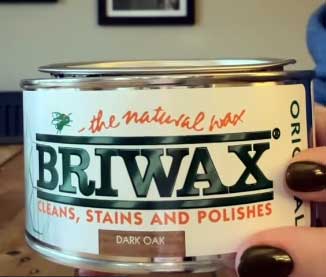 the natural wax
BRIWAX®
CLEANS, STAINS AND POLISHES
DARK OAK